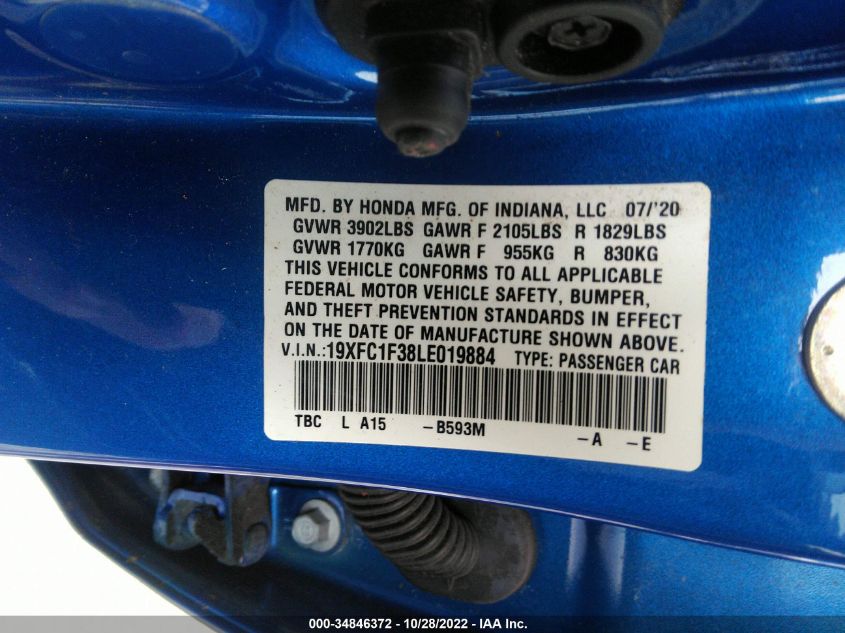 MFD. BY HONDA MFG. OF INDIANA, LLC 07/'20
GVWR 3902LBS GAWR F 2105LBS R 1829LBS
GVWR 1770KG GAWR F 955KG R 830KG
THIS VEHICLE CONFORMS TO ALL APPLICABLE
FEDERAL MOTOR VEHICLE SAFETY, BUMPER,
AND THEFT PREVENTION STANDARDS IN EFFECT
ON THE DATE OF MANUFACTURE SHOWN ABOVE.
V.I.N.:19XFC1F38LE019884 TYPE: PASSENGER CAR
TBC L A15 -B593M -A -E
000-34846372 - 10/28/2022 - IAA Inc.